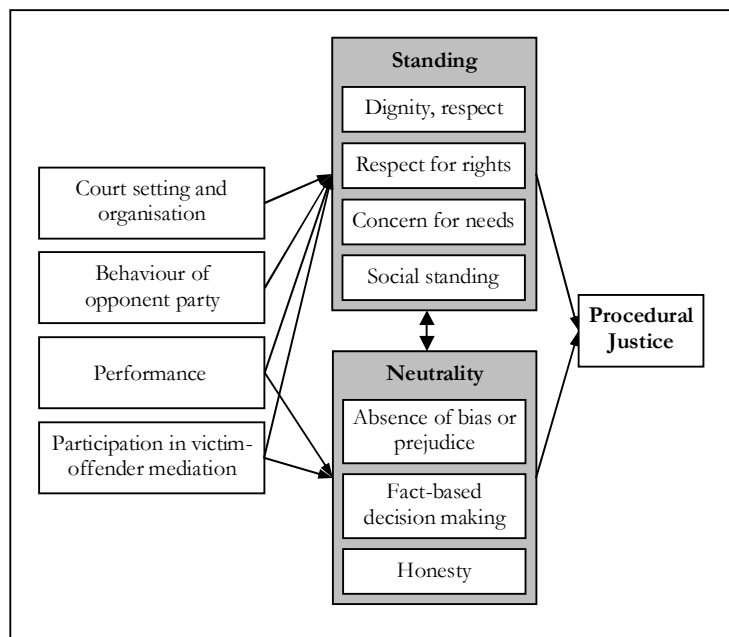 Standing
Dignity, respect
Respect for rights
Concern for needs
Social standing
Court setting and
organisation
Behaviour of
opponent party
Performance
Participation in victim-
offender mediation
Neutrality
Absence of bias or
prejudice
Fact-based
decision making
Honesty
Procedural
Justice